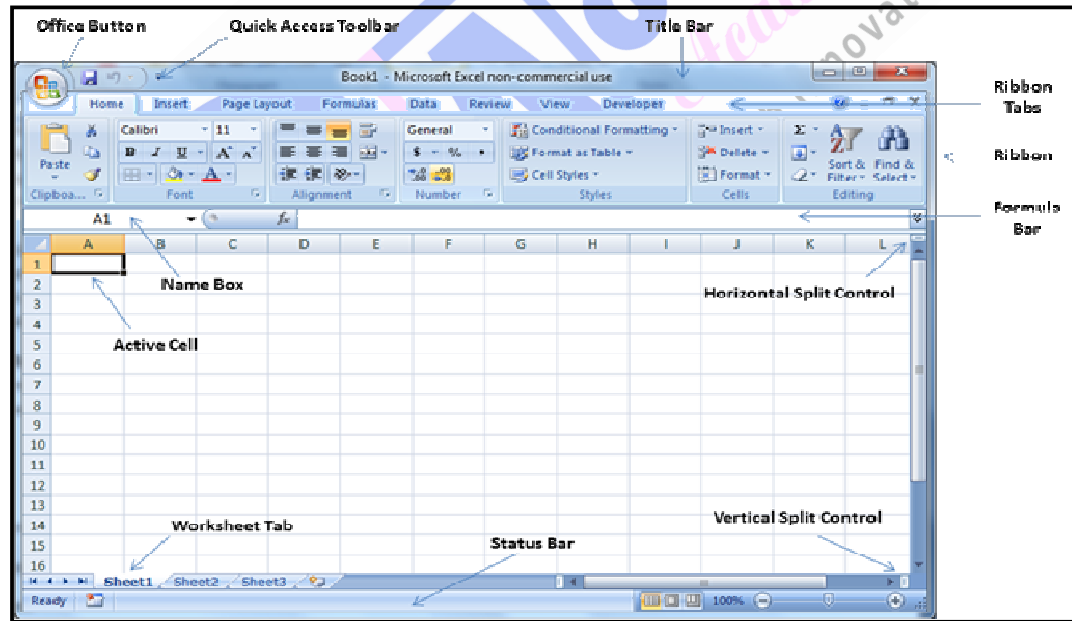 Office Button Quick Access Toolbar Title Bar
Book1 - Microsoft Excel non-commercial use
Ribbon Tabs
Home Insert Page Layout Formulas Data Review View Developer
Calibri 11 General Conditional Formatting Insert Σ
Paste B I U A A $ % Format as Table Delete Sort & Find &
A Cell Styles Format Filter Select
Ribbon
Clipboa... Font Alignment Number Styles Cells Editing
A1 fx
Formula Bar
A B C D E F G H I J K L
1
2 Name Box
Horizontal Split Control
3
4
5 Active Cell
6
7
8
9
10
11
12
13
14 Worksheet Tab
Vertical Split Control
15 Status Bar
16
Sheet1 Sheet2 Sheet3
Ready 100%